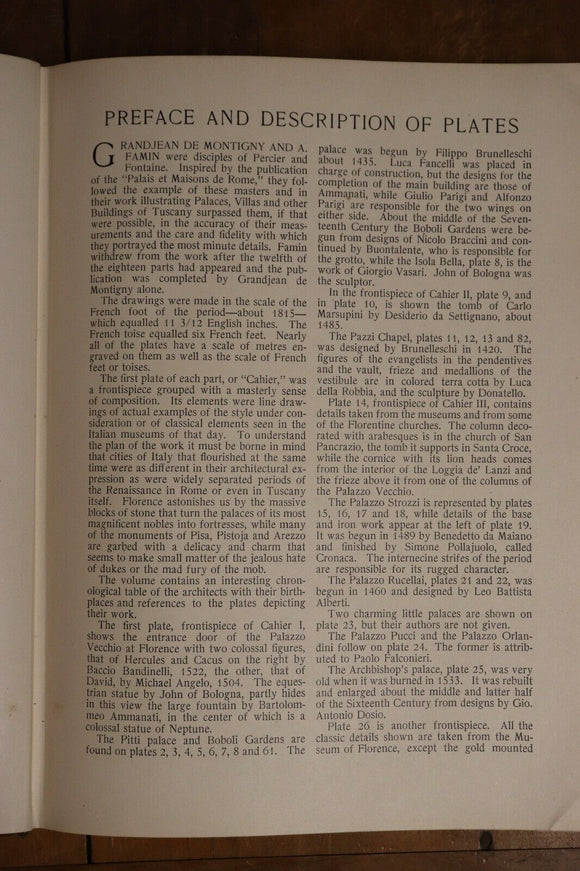 PREFACE AND DESCRIPTION OF PLATES
GRANDJEAN DE MONTIGNY AND A.
FAMIN were disciples of Percier and
Fontaine. Inspired by the publication
of the "Palais et Maisons de Rome," they fol-
lowed the example of these masters and in
their work illustrating Palaces, Villas and other
Buildings of Tuscany surpassed them, if that
were possible, in the accuracy of their meas-
urements and the care and fidelity with which
they portrayed the most minute details. Famin
withdrew from the work after the twelfth of
the eighteen parts had appeared and the pub-
lication was completed by Grandjean de
Montigny alone.
The drawings were made in the scale of the
French foot of the period—about 1815—
which equalled 11 3/12 English inches. The
French toise equalled six French feet. Nearly
all of the plates have a scale of metres en-
graved on them as well as the scale of French
feet or toises.
The first plate of each part, or "Cahier," was
a frontispiece grouped with a masterly sense
of composition. Its elements were line draw-
ings of actual examples of the style under con-
sideration or of classical elements seen in the
Italian museums of that day. To understand
the plan of the work it must be borne in mind
that cities of Italy that flourished at the same
time were as different in their architectural ex-
pression as were widely separated periods of
the Renaissance in Rome or even in Tuscany
itself. Florence astonishes us by the massive
blocks of stone that turn the palaces of its most
magnificent nobles into fortresses, while many
of the monuments of Pisa, Pistoja and Arezzo
are garbed with a delicacy and charm that
seems to make small matter of the jealous hate
of dukes or the mad fury of the mob.
The volume contains an interesting chron-
ological table of the architects with their birth-
places and references to the plates depicting
their work.
The first plate, frontispiece of Cahier I,
shows the entrance door of the Palazzo
Vecchio at Florence with two colossal figures,
that of Hercules and Cacus on the right by
Baccio Bandinelli, 1522, the other, that of
David, by Michael Angelo, 1504. The eques-
trian statue by John of Bologna, partly hides
in this view the large fountain by Bartolom-
meo Ammanati, in the center of which is a
colossal statue of Neptune.
The Pitti palace and Boboli Gardens are
found on plates 2, 3, 4, 5, 6, 7, 8 and 61. The
palace was begun by Filippo Brunelleschi
about 1435. Luca Fancelli was placed in
charge of construction, but the designs for the
completion of the main building are those of
Ammanati, while Giulio Parigi and Alfonzo
Parigi are responsible for the two wings on
either side. About the middle of the Seven-
teenth Century the Boboli Gardens were be-
gun from designs of Nicolo Braccini and con-
tinued by Buontalente, who is responsible for
the grotto, while the Isola Bella, plate 8, is the
work of Giorgio Vasari. John of Bologna was
the sculptor.
In the frontispiece of Cahier II, plate 9, and
in plate 10, is shown the tomb of Carlo
Marsupini by Desiderio da Settignano, about
1485.
The Pazzi Chapel, plates 11, 12, 13 and 82,
was designed by Brunelleschi in 1420. The
figures of the evangelists in the pendentives
and the vault, frieze and medallions of the
vestibule are in colored terra cotta by Luca
della Robbia, and the sculpture by Donatello.
Plate 14, frontispiece of Cahier III, contains
details taken from the museums and from some
of the Florentine churches. The column deco-
rated with arabesques is in the church of San
Pancrazio, the tomb it supports in Santa Croce,
while the cornice with its lion heads comes
from the interior of the Loggia de' Lanzi and
the frieze above it from one of the columns of
the Palazzo Vecchio.
The Palazzo Strozzi is represented by plates
15, 16, 17 and 18, while details of the base
and iron work appear at the left of plate 19.
It was begun in 1489 by Benedetto da Maiano
and finished by Simone Pollajuolo, called
Cronaca. The internecine strifes of the period
are responsible for its rugged character.
The Palazzo Rucellai, plates 21 and 22, was
begun in 1460 and designed by Leo Battista
Alberti.
Two charming little palaces are shown on
plate 23, but their authors are not given.
The Palazzo Pucci and the Palazzo Orlan-
dini follow on plate 24. The former is attrib-
uted to Paolo Falconieri.
The Archbishop's palace, plate 25, was very
old when it was burned in 1533. It was rebuilt
and enlarged about the middle and latter half
of the Sixteenth Century from designs by Gio.
Antonio Dosio.
Plate 26 is another frontispiece. All the
classic details shown are taken from the Mu-
seum of Florence, except the gold mounted